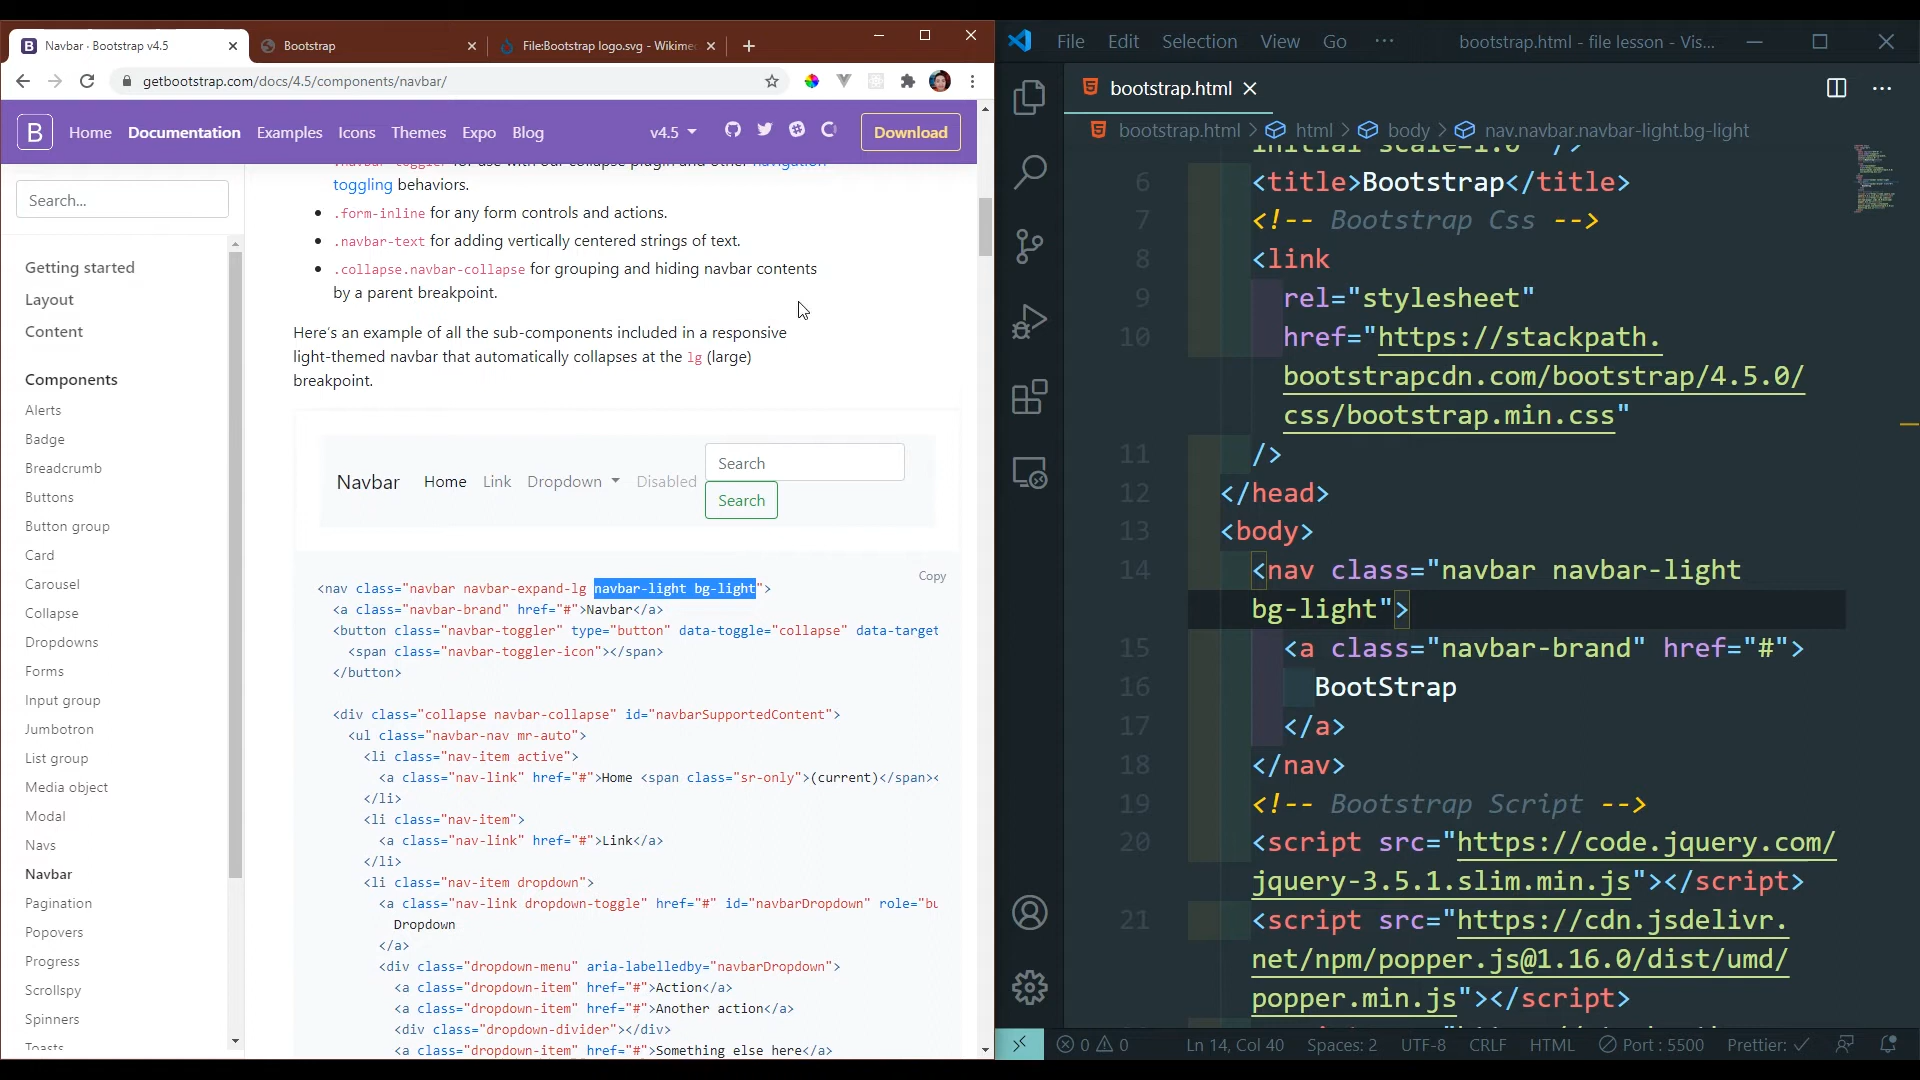 Navbar · Bootstrap v4.5
Bootstrap
File:Bootstrap logo.svg - Wikime
getbootstrap.com/docs/4.5/components/navbar/
B Home Documentation Examples Icons Themes Expo Blog v4.5 Download
Search...
Getting started
Layout
Content
Components
Alerts
Badge
Breadcrumb
Buttons
Button group
Card
Carousel
Collapse
Dropdowns
Forms
Input group
Jumbotron
List group
Media object
Modal
Navs
Navbar
Pagination
Popovers
Progress
Scrollspy
Spinners
Toasts
.navbar-toggler for use with our collapse plugin and other navigation
toggling behaviors.
.form-inline for any form controls and actions.
.navbar-text for adding vertically centered strings of text.
.collapse.navbar-collapse for grouping and hiding navbar contents
by a parent breakpoint.
Here's an example of all the sub-components included in a responsive
light-themed navbar that automatically collapses at the lg (large)
breakpoint.
Navbar Home Link Dropdown Disabled Search
Search
Copy
<nav class="navbar navbar-expand-lg navbar-light bg-light">
<a class="navbar-brand" href="#">Navbar</a>
<button class="navbar-toggler" type="button" data-toggle="collapse" data-target
<span class="navbar-toggler-icon"></span>
</button>
<div class="collapse navbar-collapse" id="navbarSupportedContent">
<ul class="navbar-nav mr-auto">
<li class="nav-item active">
<a class="nav-link" href="#">Home <span class="sr-only">(current)</span><
</li>
<li class="nav-item">
<a class="nav-link" href="#">Link</a>
</li>
<li class="nav-item dropdown">
<a class="nav-link dropdown-toggle" href="#" id="navbarDropdown" role="bu
Dropdown
</a>
<div class="dropdown-menu" aria-labelledby="navbarDropdown">
<a class="dropdown-item" href="#">Action</a>
<a class="dropdown-item" href="#">Another action</a>
<div class="dropdown-divider"></div>
<a class="dropdown-item" href="#">Something else here</a>
File Edit Selection View Go ··· bootstrap.html - file lesson - Vis...
bootstrap.html
bootstrap.html > html > body > nav.navbar.navbar-light.bg-light
initial-scale=1.0" />
6 <title>Bootstrap</title>
7 <!-- Bootstrap Css -->
8 <link
9 rel="stylesheet"
10 href="https://stackpath.
bootstrapcdn.com/bootstrap/4.5.0/
css/bootstrap.min.css"
11 />
12 </head>
13 <body>
14 <nav class="navbar navbar-light
bg-light">
15 <a class="navbar-brand" href="#">
16 BootStrap
17 </a>
18 </nav>
19 <!-- Bootstrap Script -->
20 <script src="https://code.jquery.com/
jquery-3.5.1.slim.min.js"></script>
21 <script src="https://cdn.jsdelivr.
net/npm/popper.js@1.16.0/dist/umd/
popper.min.js"></script>
0 0 Ln 14, Col 40 Spaces: 2 UTF-8 CRLF HTML Port : 5500 Prettier: ✓